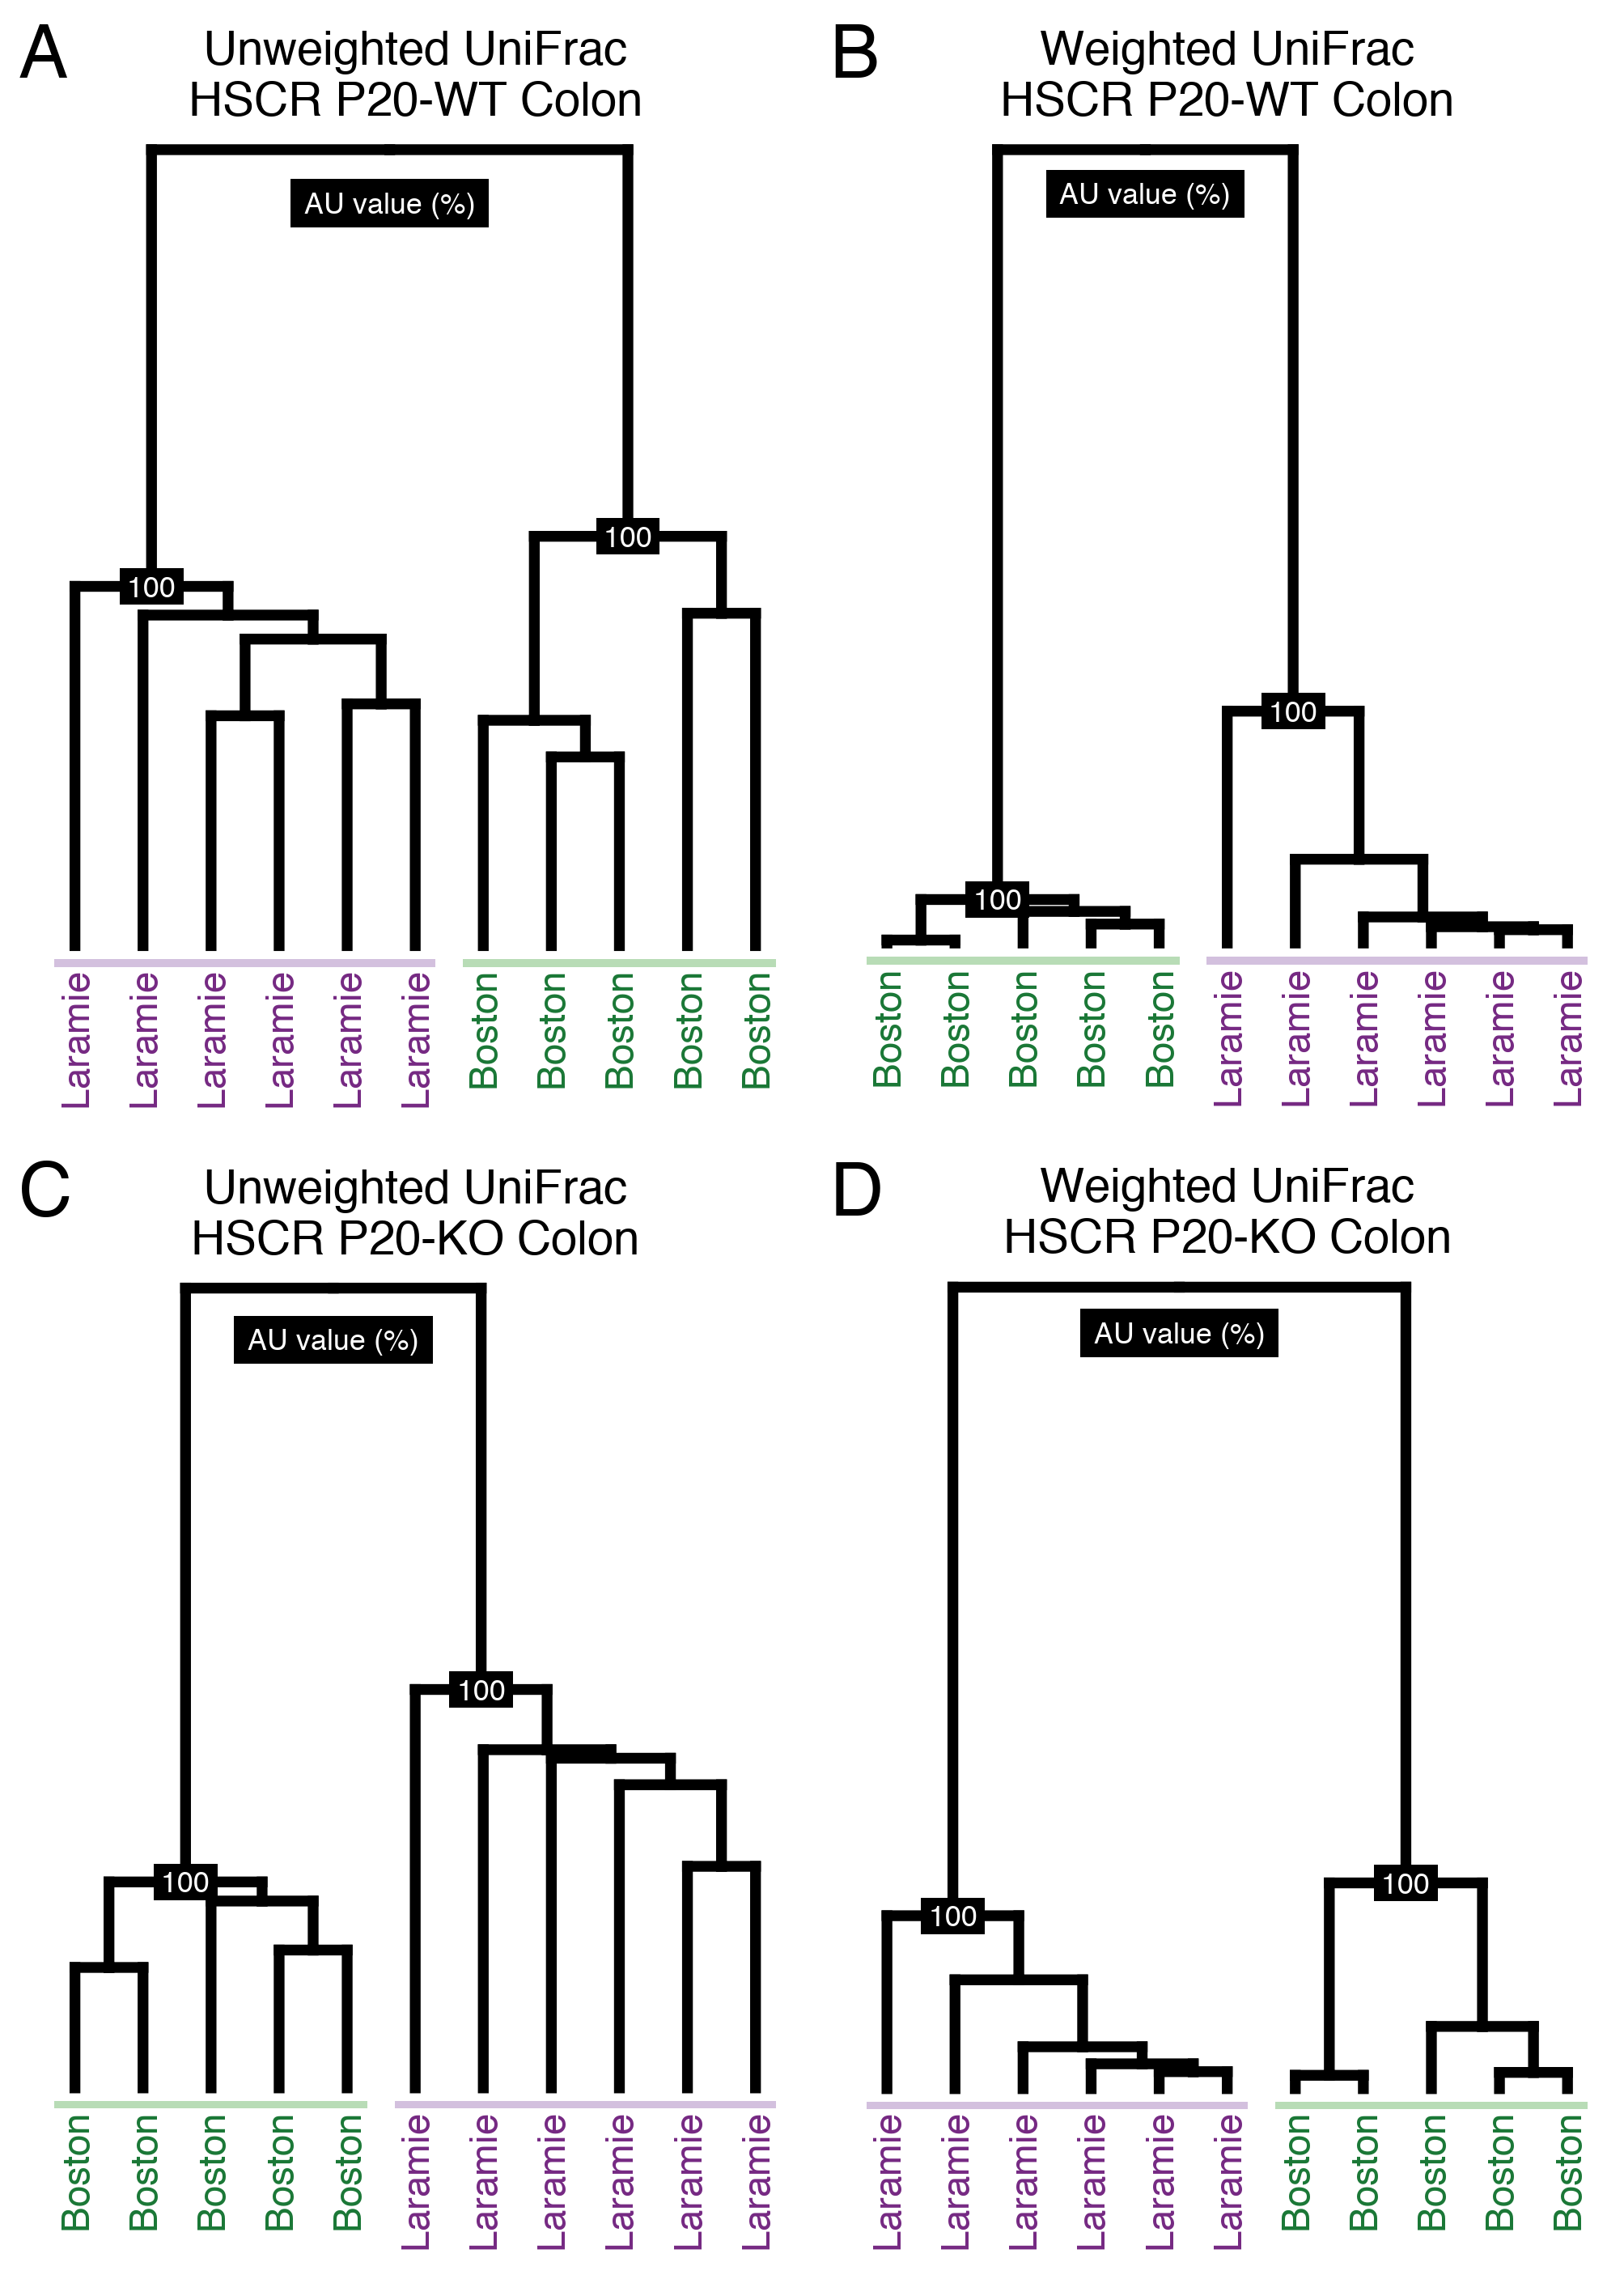 A
Unweighted UniFrac
HSCR P20-WT Colon
AU value (%)
100
100
Laramie
Laramie
Laramie
Laramie
Laramie
Laramie
Boston
Boston
Boston
Boston
Boston
B
Weighted UniFrac
HSCR P20-WT Colon
AU value (%)
100
100
Boston
Boston
Boston
Boston
Boston
Laramie
Laramie
Laramie
Laramie
Laramie
Laramie
C
Unweighted UniFrac
HSCR P20-KO Colon
AU value (%)
100
100
Boston
Boston
Boston
Boston
Boston
Laramie
Laramie
Laramie
Laramie
Laramie
Laramie
D
Weighted UniFrac
HSCR P20-KO Colon
AU value (%)
100
100
Laramie
Laramie
Laramie
Laramie
Laramie
Laramie
Boston
Boston
Boston
Boston
Boston